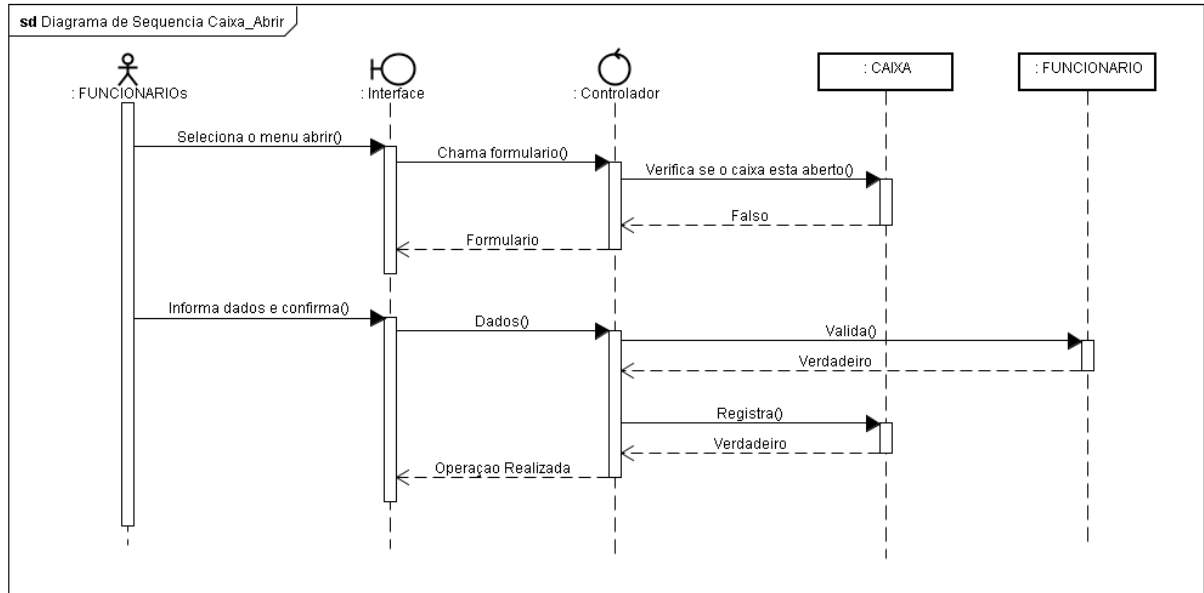 sd Diagrama de Sequencia Caixa_Abrir
: FUNCIONARIOs
: Interface
: Controlador
: CAIXA
: FUNCIONARIO
Seleciona o menu abrir()
Chama formulario()
Verifica se o caixa esta aberto()
Falso
Formulario
Informa dados e confirma()
Dados()
Valida()
Verdadeiro
Registra()
Verdadeiro
Operaçao Realizada